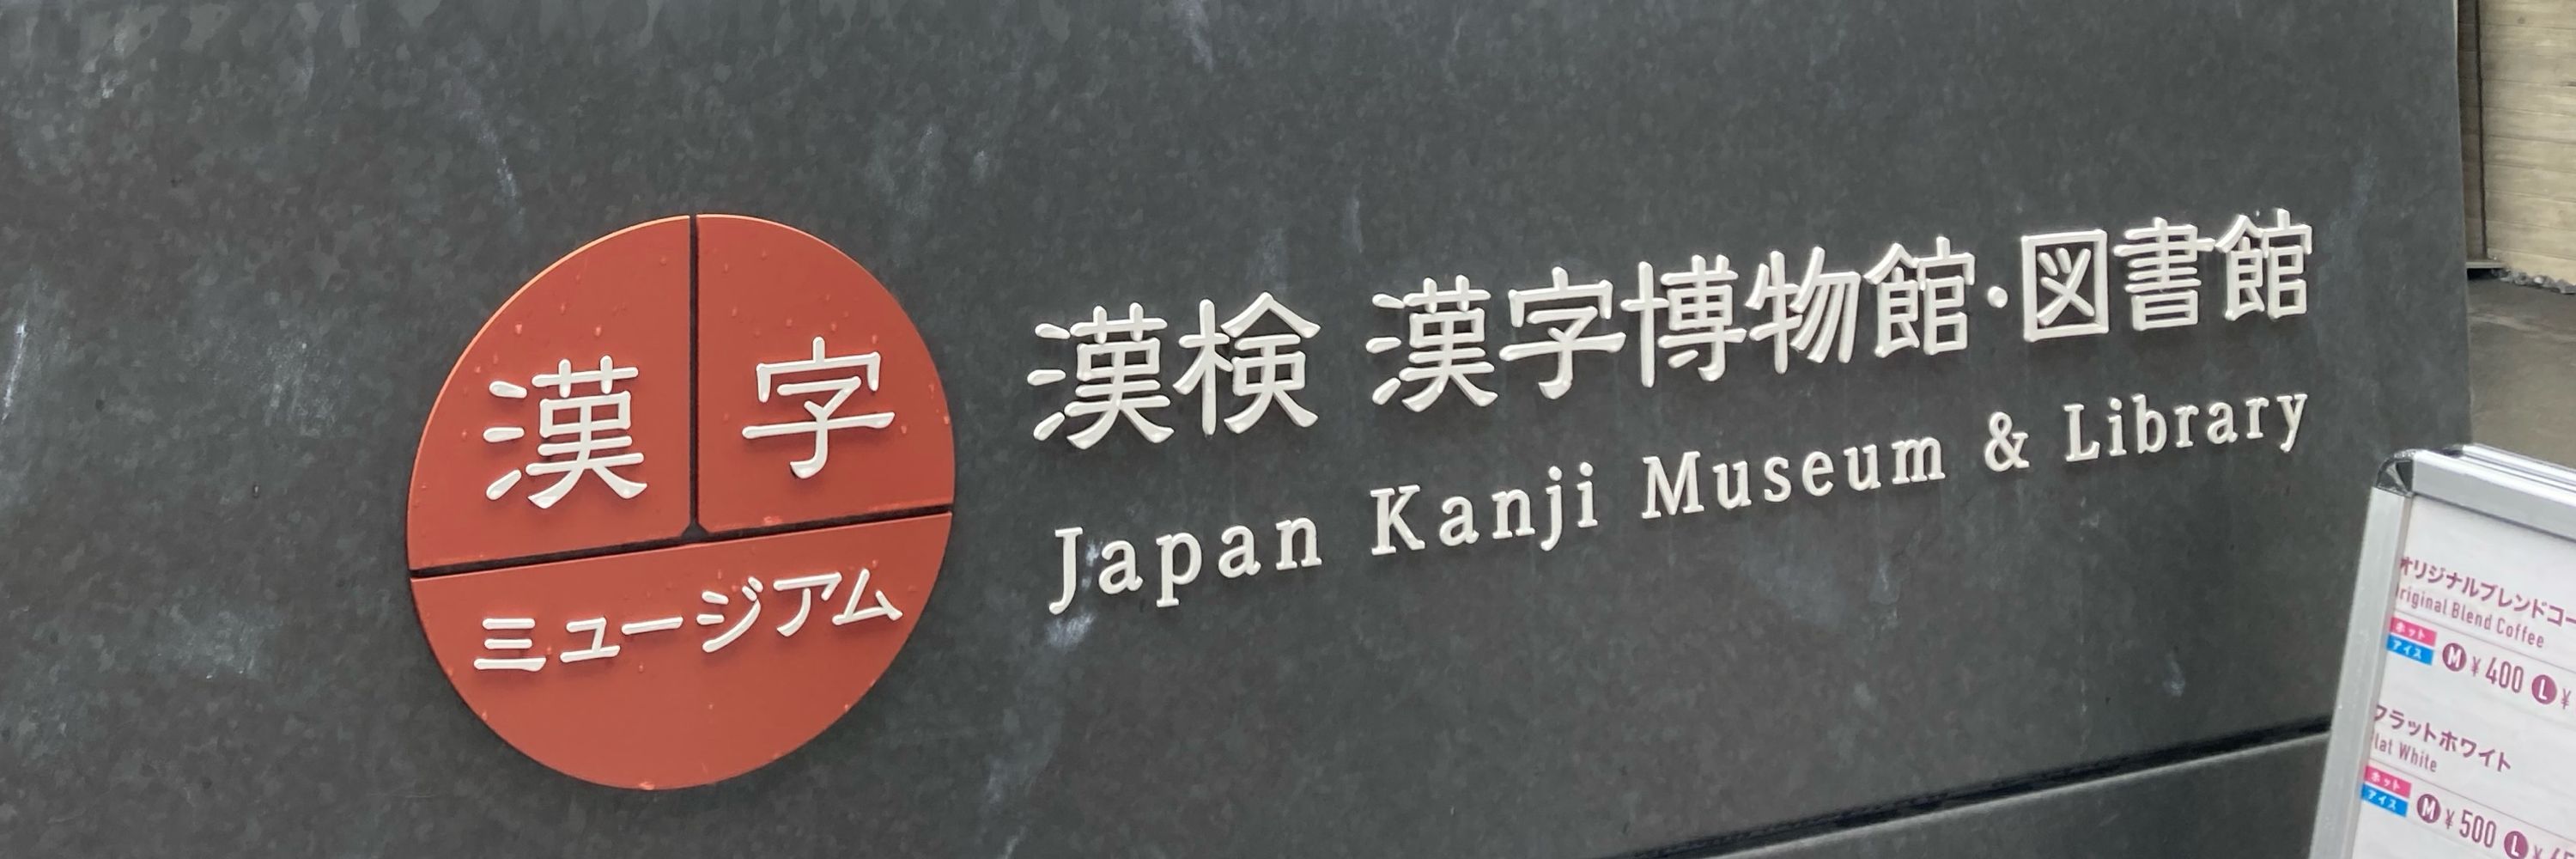 漢字
ミュージアム
漢検 漢字博物館・図書館
Japan Kanji Museum & Library
オリジナルブレンドコー
riginal Blend Coffee
ホット
アイス
M ¥400 L ¥
フラットホワイト
lat White
ホット
アイス
M ¥500 L ¥